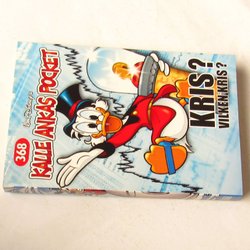 368
Walt Disney's
KALLE ANKAS POCKET
KRIS?
VILKEN KRIS?